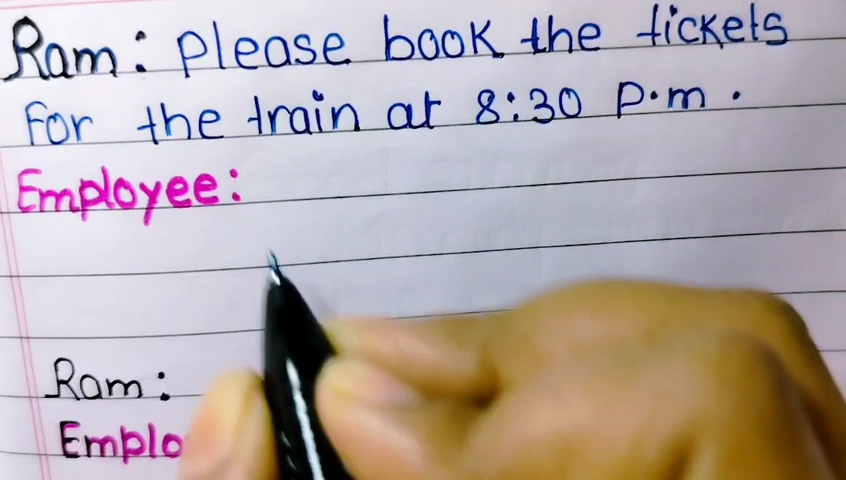 Ram: Please book the tickets
For the train at 8:30 P.m.
Employee:
Ram:
Emplo